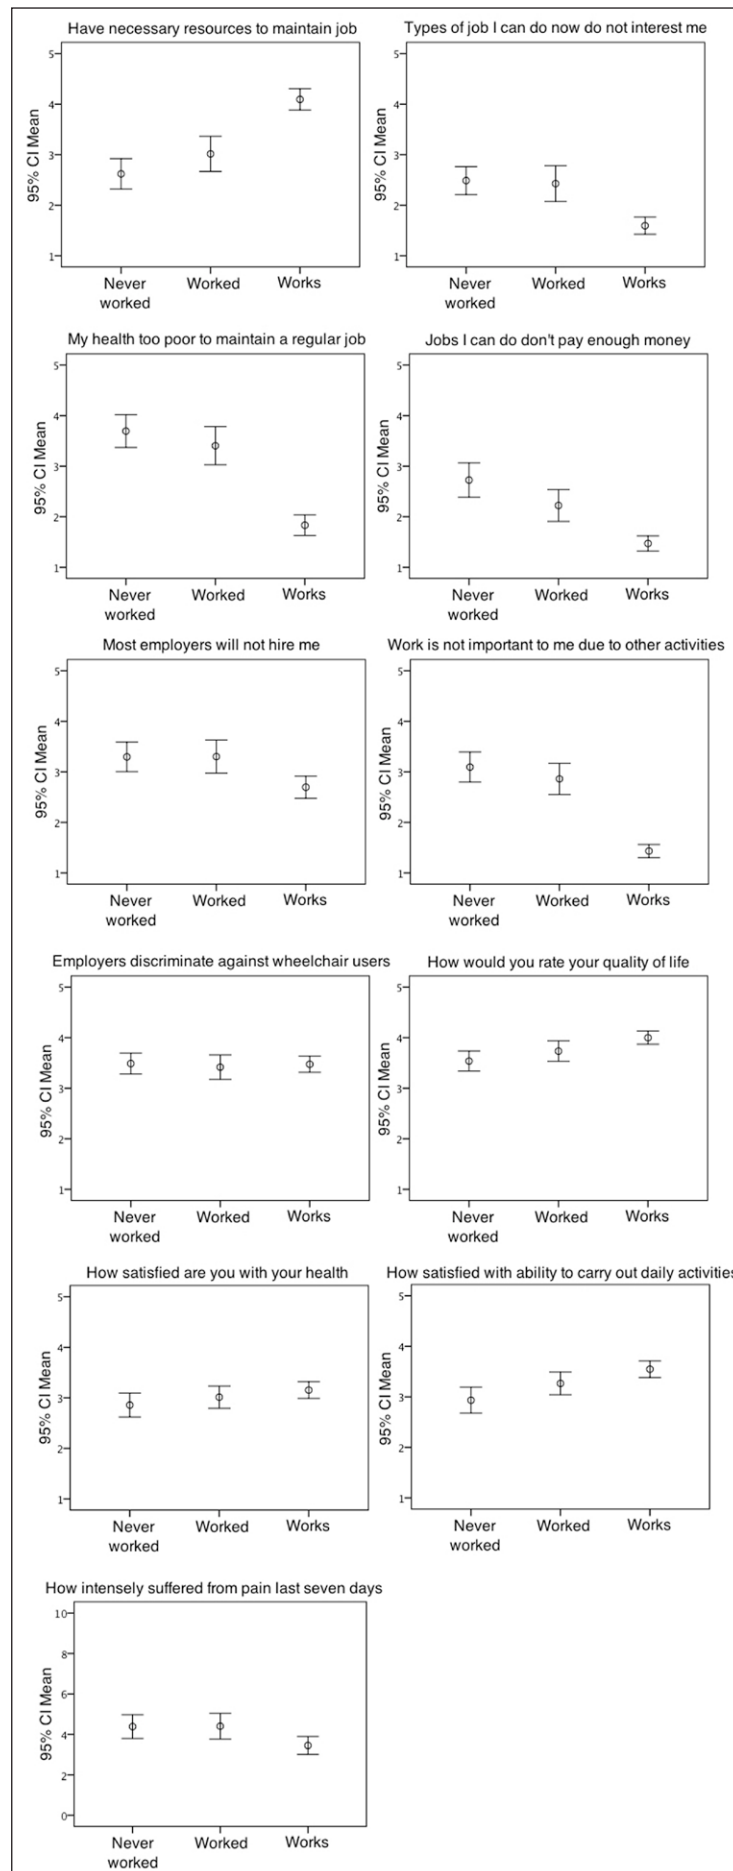 Have necessary resources to maintain job
5
4
3
2
1
95% CI Mean
Never
worked
Worked
Works
Types of job I can do now do not interest me
5
4
3
2
1
95% CI Mean
Never
worked
Worked
Works
My health too poor to maintain a regular job
5
4
3
2
1
95% CI Mean
Never
worked
Worked
Works
Jobs I can do don't pay enough money
5
4
3
2
1
95% CI Mean
Never
worked
Worked
Works
Most employers will not hire me
5
4
3
2
1
95% CI Mean
Never
worked
Worked
Works
Work is not important to me due to other activities
5
4
3
2
1
95% CI Mean
Never
worked
Worked
Works
Employers discriminate against wheelchair users
5
4
3
2
1
95% CI Mean
Never
worked
Worked
Works
How would you rate your quality of life
5
4
3
2
1
95% CI Mean
Never
worked
Worked
Works
How satisfied are you with your health
5
4
3
2
1
95% CI Mean
Never
worked
Worked
Works
How satisfied with ability to carry out daily activities
5
4
3
2
1
95% CI Mean
Never
worked
Worked
Works
How intensely suffered from pain last seven days
10
8
6
4
2
0
95% CI Mean
Never
worked
Worked
Works